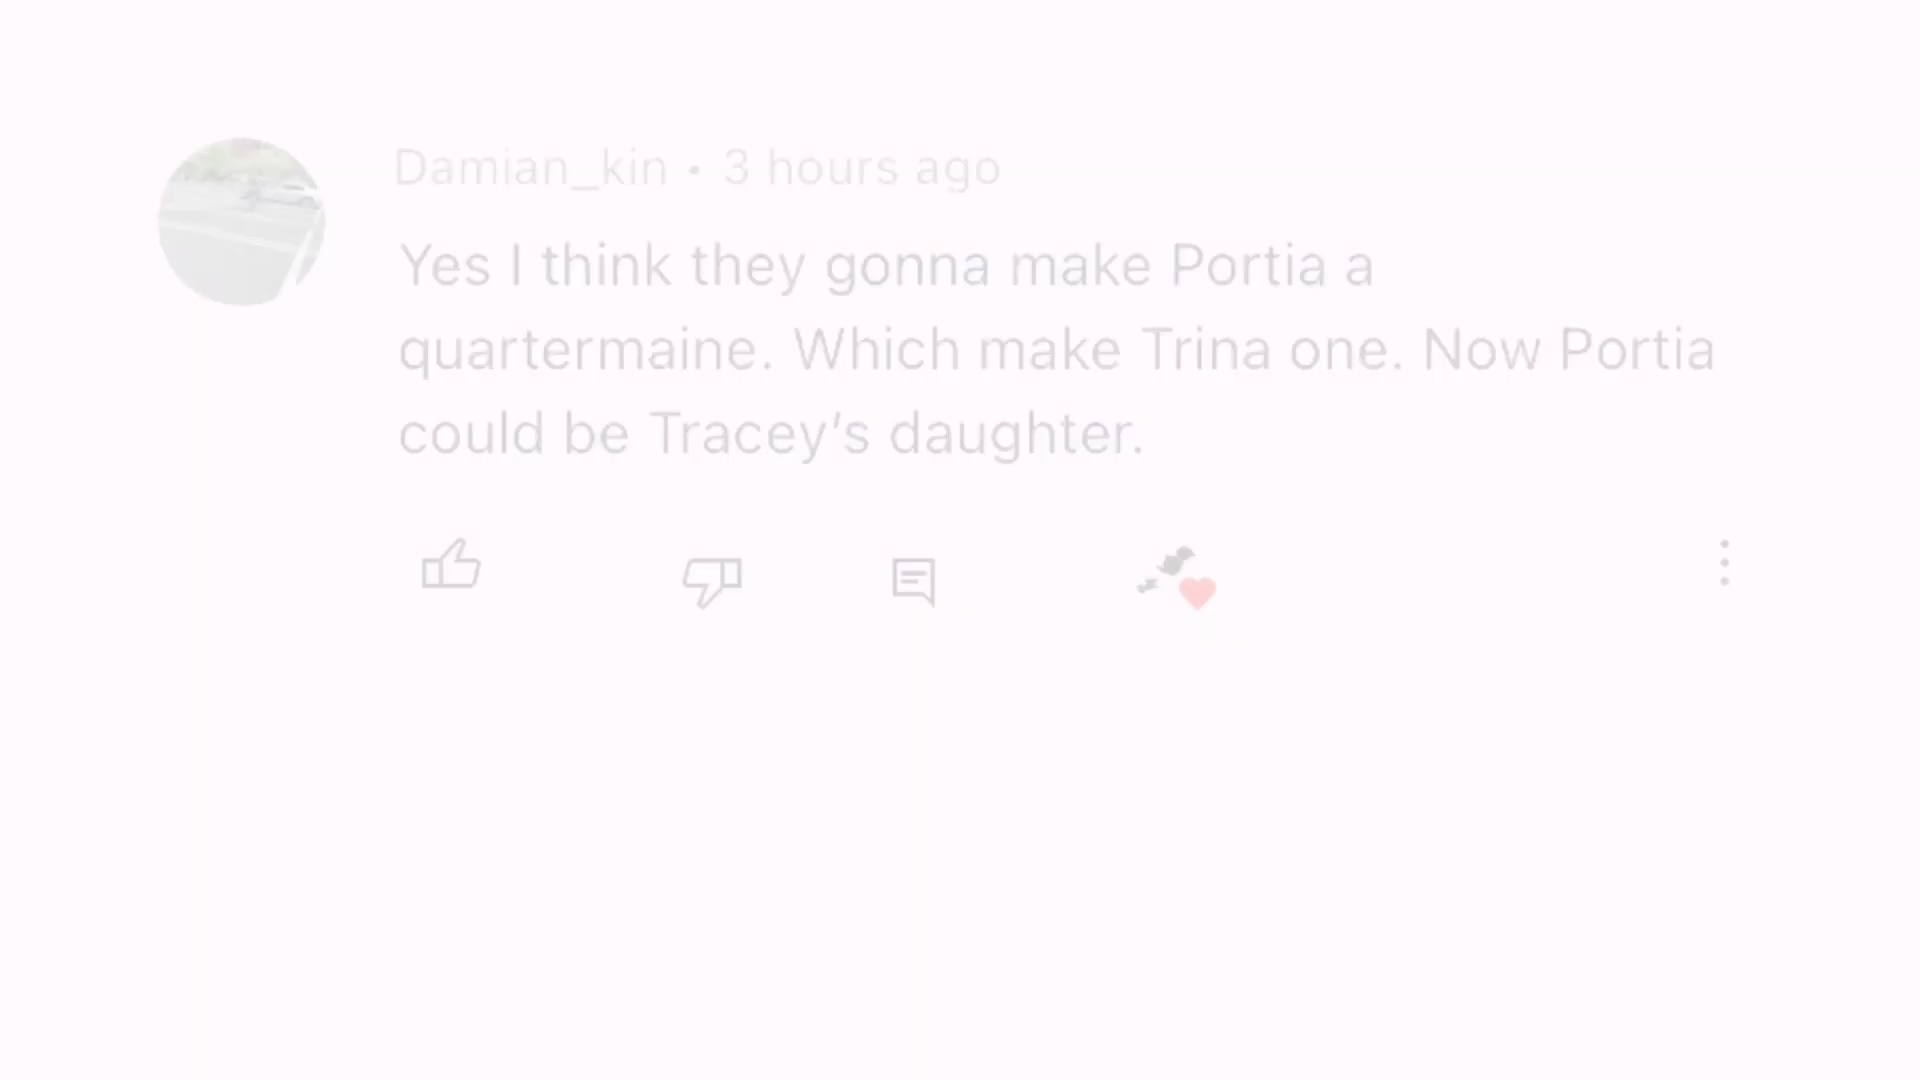 Damian_kin • 3 hours ago
Yes I think they gonna make Portia a
quartermaine. Which make Trina one. Now Portia
could be Tracey’s daughter.